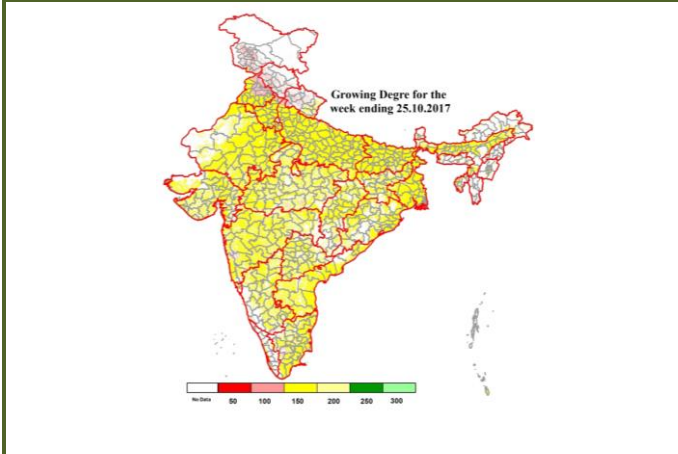 Growing Degre for the
week ending 25.10.2017
No Data 50 100 150 200 250 300